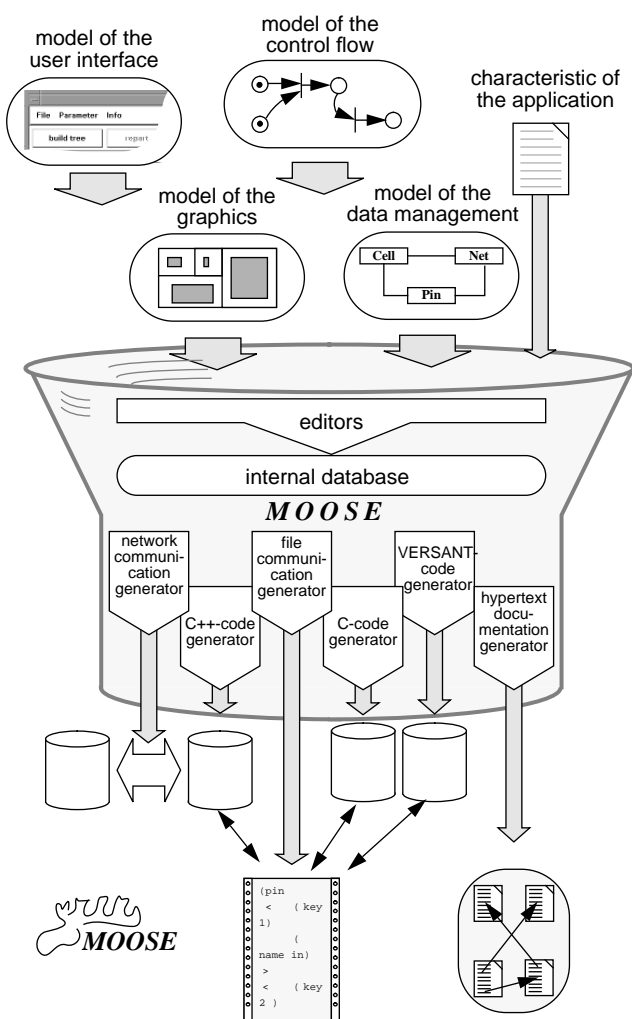 model of the
user interface
model of the
control flow
characteristic of
the application
File Parameter Info
build tree
report
model of the
graphics
model of the
data management
Cell
Net
Pin
editors
internal database
MOOSE
network
communi-
cation
generator
C++-code
generator
file
communi-
cation
generator
C-code
generator
VERSANT-
code
generator
hypertext
docu-
mentation
generator
(pin
< ( key
1)
(
name in)
>
< ( key
2 )
MOOSE